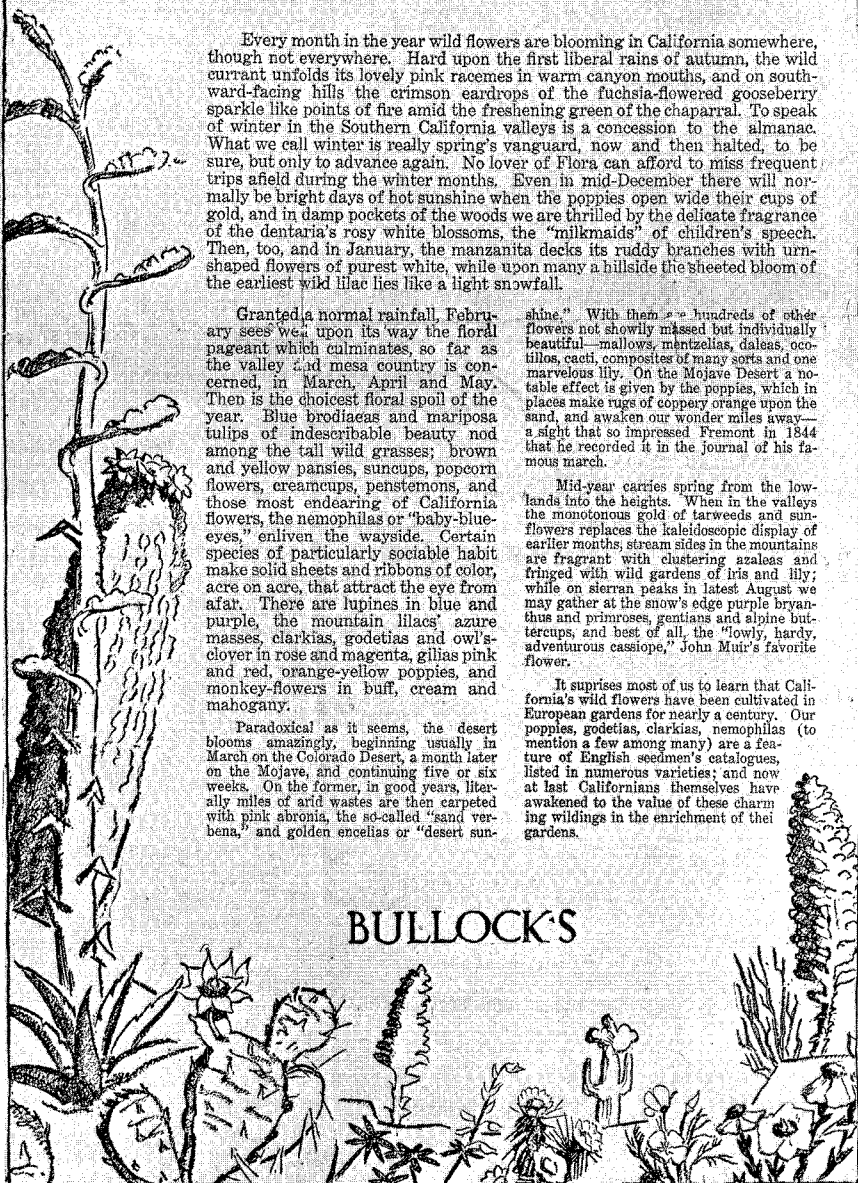 Every month in the year wild flowers are blooming in California somewhere,
though not everywhere. Hard upon the first liberal rains of autumn, the wild
currant unfolds its lovely pink racemes in warm canyon mouths, and on south-
ward-facing hills the crimson eardrops of the fuchsia-flowered gooseberry
sparkle like points of fire amid the freshening green of the chaparral. To speak
of winter in the Southern California valleys is a concession to the almanac.
What we call winter is really spring's vanguard, now and then halted, to be
sure, but only to advance again. No lover of Flora can afford to miss frequent
trips afield during the winter months. Even in mid-December there will nor-
mally be bright days of hot sunshine when the poppies open wide their cups of
gold, and in damp pockets of the woods we are thrilled by the delicate fragrance
of the dentaria's rosy white blossoms, the "milkmaids" of children's speech.
Then, too, and in January, the manzanita decks its ruddy branches with urn-
shaped flowers of purest white, while upon many a hillside the sheeted bloom of
the earliest wild lilac lies like a light snowfall.
Granted a normal rainfall, Febru-
ary sees well upon its way the floral
pageant which culminates, so far as
the valley and mesa country is con-
cerned, in March, April and May.
Then is the choicest floral spoil of the
year. Blue brodiaeas and mariposa
tulips of indescribable beauty nod
among the tall wild grasses; brown
and yellow pansies, suncups, popcorn
flowers, creamcups, penstemons, and
those most endearing of California
flowers, the nemophilas or "baby-blue-
eyes," enliven the wayside. Certain
species of particularly sociable habit
make solid sheets and ribbons of color,
acre on acre, that attract the eye from
afar. There are lupines in blue and
purple, the mountain lilacs' azure
masses, clarkias, godetias and owl's-
clover in rose and magenta, gilias pink
and red, orange-yellow poppies, and
monkey-flowers in buff, cream and
mahogany.
Paradoxical as it seems, the desert
blooms amazingly, beginning usually in
March on the Colorado Desert, a month later
on the Mojave, and continuing five or six
weeks. On the former, in good years, liter-
ally miles of arid wastes are then carpeted
with pink abronia, the so-called "sand ver-
bena," and golden encelias or "desert sun-
shine." With them are hundreds of other
flowers not showily massed but individually
beautiful—mallows, mentzelias, daleas, oco-
tillos, cacti, composites of many sorts and one
marvelous lily. On the Mojave Desert a no-
table effect is given by the poppies, which in
places make rugs of coppery orange upon the
sand, and awaken our wonder miles away—
a sight that so impressed Fremont in 1844
that he recorded it in the journal of his fa-
mous march.
Mid-year carries spring from the low-
lands into the heights. When in the valleys
the monotonous gold of tarweeds and sun-
flowers replaces the kaleidoscopic display of
earlier months, stream sides in the mountains
are fragrant with clustering azaleas and
fringed with wild gardens of iris and lily;
while on sierran peaks in latest August we
may gather at the snow's edge purple bryan-
thus and primroses, gentians and alpine but-
tercups, and best of all, the "lowly, hardy,
adventurous cassiope," John Muir's favorite
flower.
It suprises most of us to learn that Cali-
fornia's wild flowers have been cultivated in
European gardens for nearly a century. Our
poppies, godetias, clarkias, nemophilas (to
mention a few among many) are a fea-
ture of English seedmen's catalogues,
listed in numerous varieties; and now
at last Californians themselves have
awakened to the value of these charm
ing wildings in the enrichment of thei
gardens.
BULLOCK'S